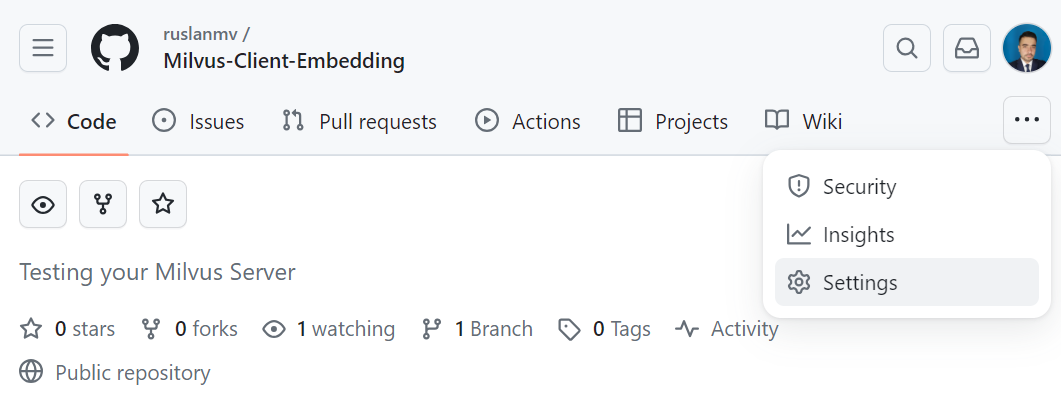 ruslanmv /
Milvus-Client-Embedding
Code Issues Pull requests Actions Projects Wiki
Security
Insights
Settings
Testing your Milvus Server
0 stars 0 forks 1 watching 1 Branch 0 Tags Activity
Public repository